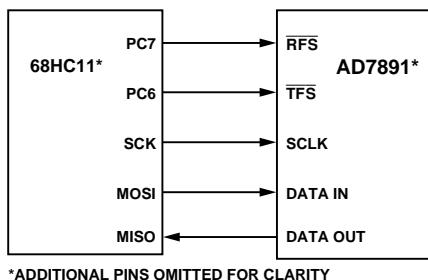 68HC11*
PC7
PC6
SCK
MOSI
MISO
AD7891*
RFS
TFS
SCLK
DATA IN
DATA OUT
*ADDITIONAL PINS OMITTED FOR CLARITY